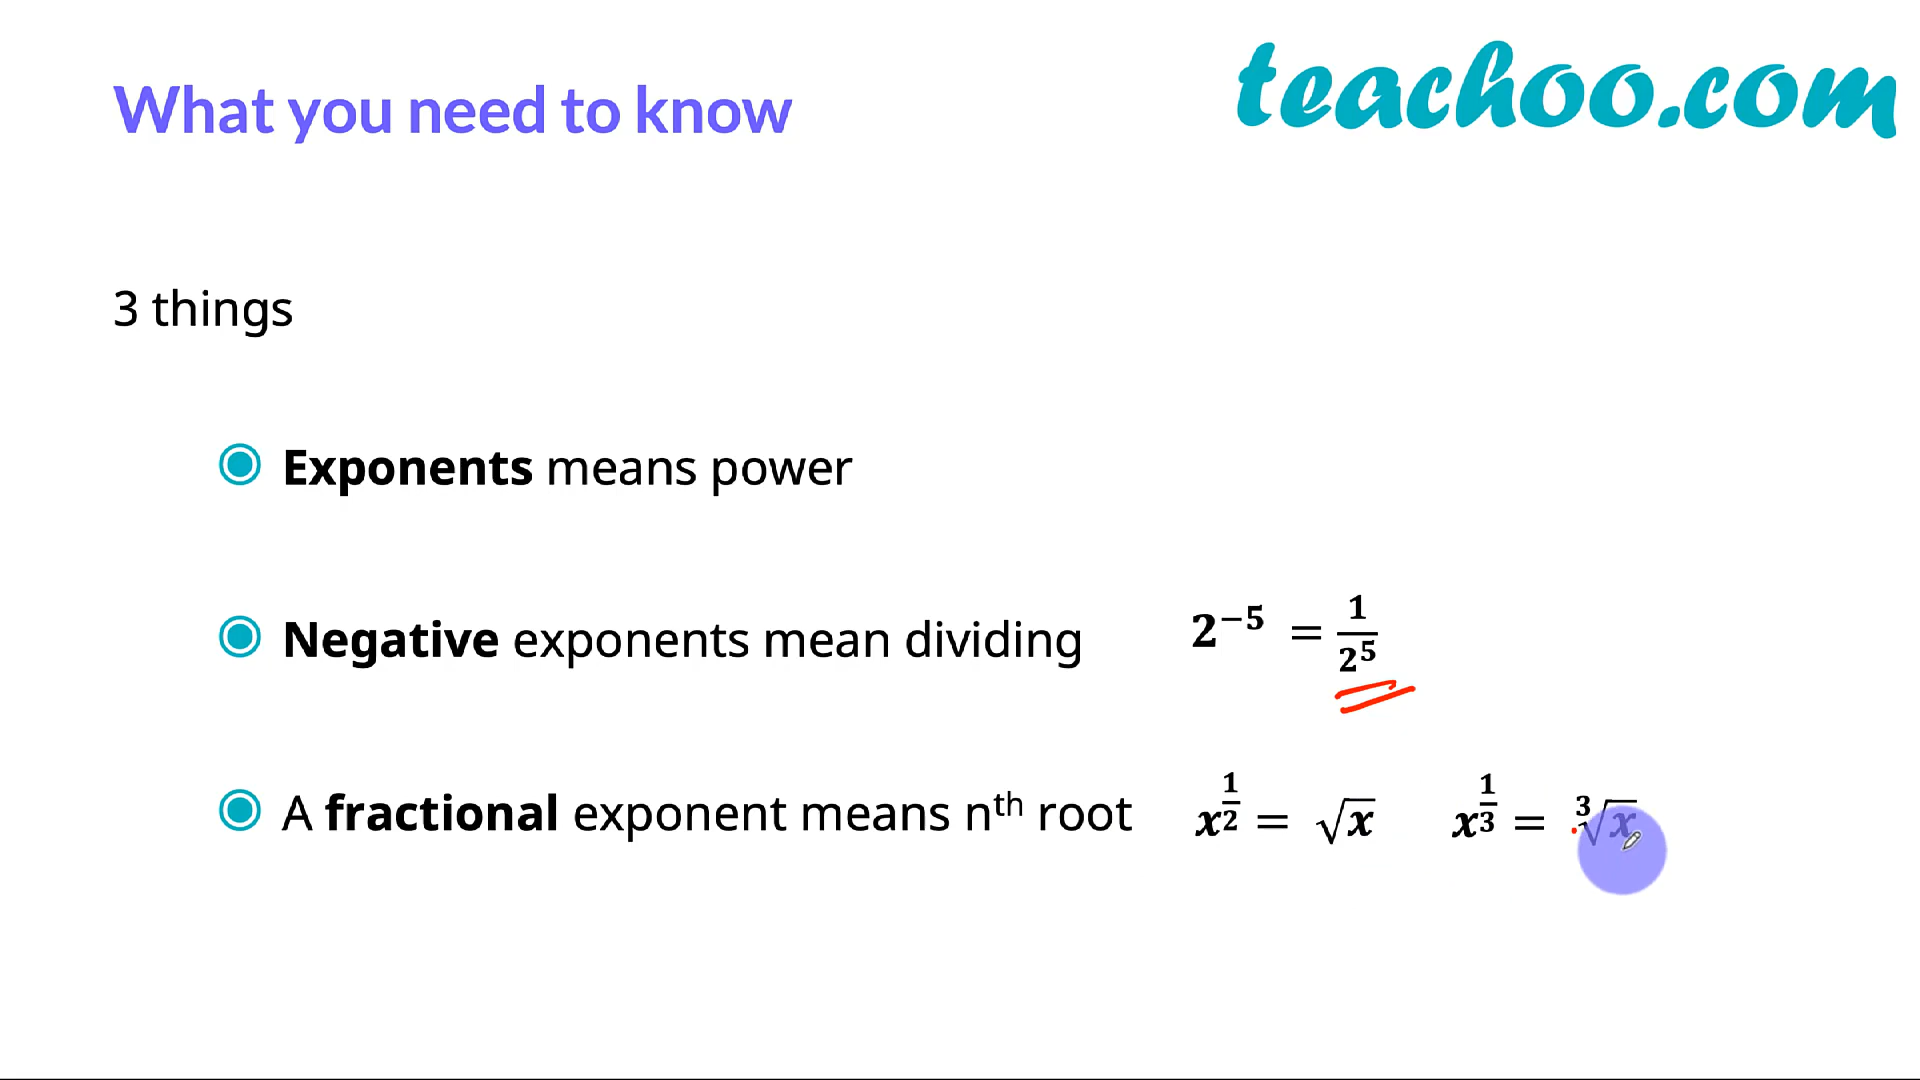 What you need to know
teachoo.com
3 things
Exponents means power
Negative exponents mean dividing 2⁻⁵ = 1/2⁵
A fractional exponent means nᵗʰ root x^(1/2) = √x x^(1/3) = ³√x